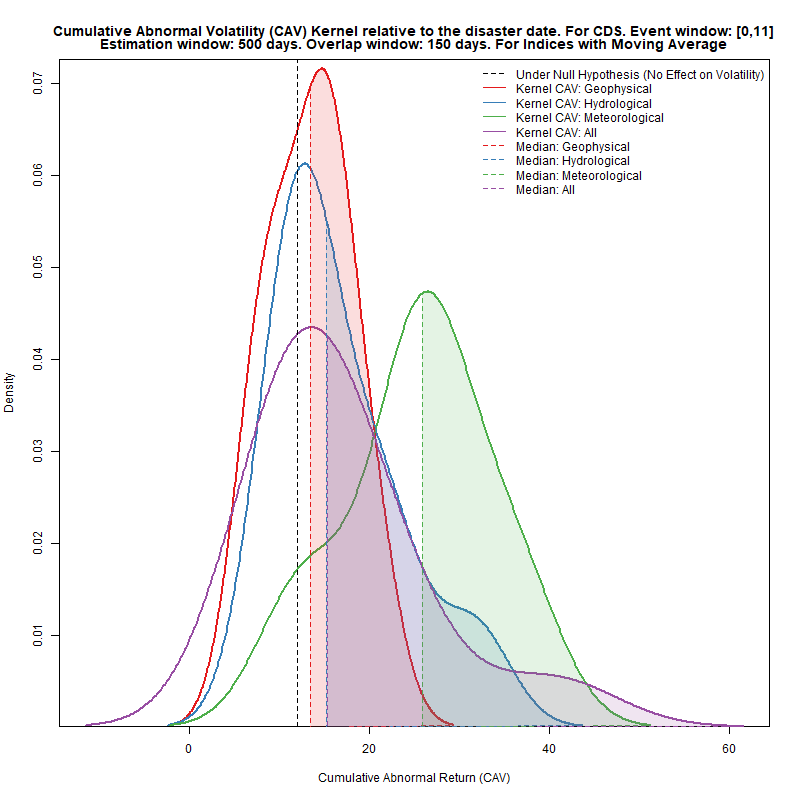 Cumulative Abnormal Volatility (CAV) Kernel relative to the disaster date. For CDS. Event window: [0,11]
Estimation window: 500 days. Overlap window: 150 days. For Indices with Moving Average
Under Null Hypothesis (No Effect on Volatility)
Kernel CAV: Geophysical
Kernel CAV: Hydrological
Kernel CAV: Meteorological
Kernel CAV: All
Median: Geophysical
Median: Hydrological
Median: Meteorological
Median: All
Density
0.07
0.06
0.05
0.04
0.03
0.02
0.01
0 20 40 60
Cumulative Abnormal Return (CAV)